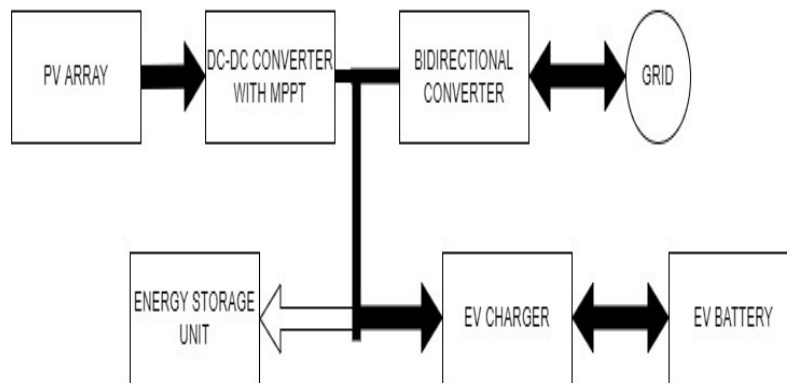 PV ARRAY
DC-DC CONVERTER
WITH MPPT
BIDIRECTIONAL
CONVERTER
GRID
ENERGY STORAGE
UNIT
EV CHARGER
EV BATTERY